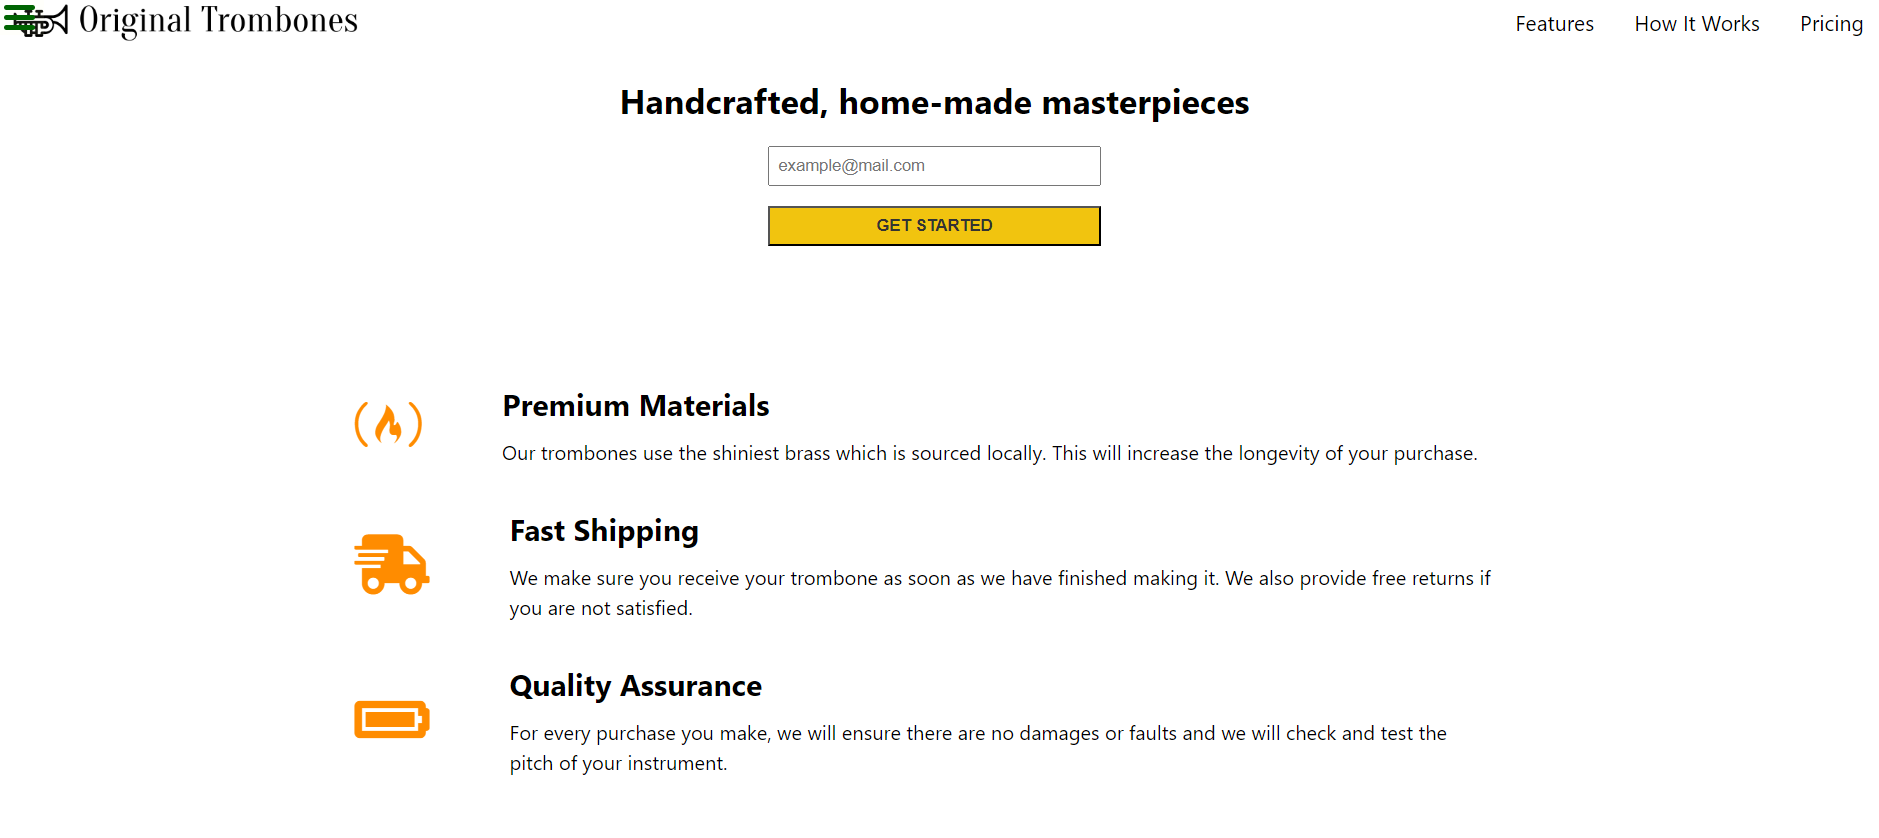 Original Trombones
Features
How It Works
Pricing
Handcrafted, home-made masterpieces
example@mail.com
GET STARTED
Premium Materials
Our trombones use the shiniest brass which is sourced locally. This will increase the longevity of your purchase.
Fast Shipping
We make sure you receive your trombone as soon as we have finished making it. We also provide free returns if
you are not satisfied.
Quality Assurance
For every purchase you make, we will ensure there are no damages or faults and we will check and test the
pitch of your instrument.